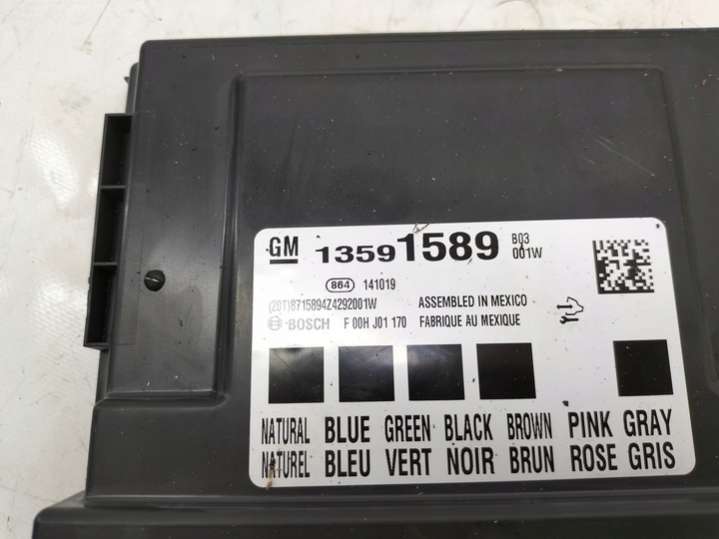 GM 13591589 B03
001W
864 141019
(20T)8715894Z4292001W ASSEMBLED IN MEXICO
BOSCH F 00H J01 170 FABRIQUE AU MEXIQUE
NATURAL BLUE GREEN BLACK BROWN PINK GRAY
NATUREL BLEU VERT NOIR BRUN ROSE GRIS